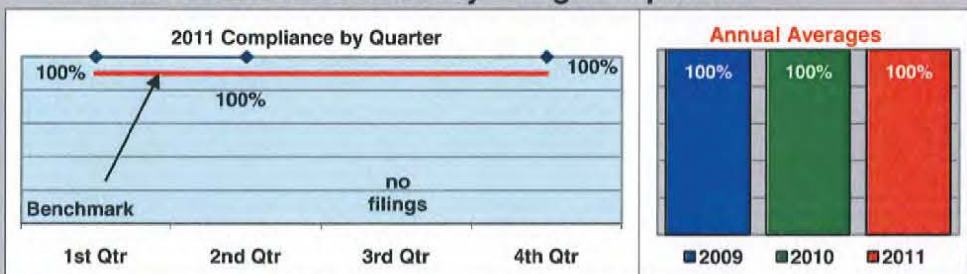 2011 Compliance by Quarter
100%
100%
100%
no
filings
Benchmark
1st Qtr 2nd Qtr 3rd Qtr 4th Qtr
Annual Averages
100% 100% 100%
2009 2010 2011